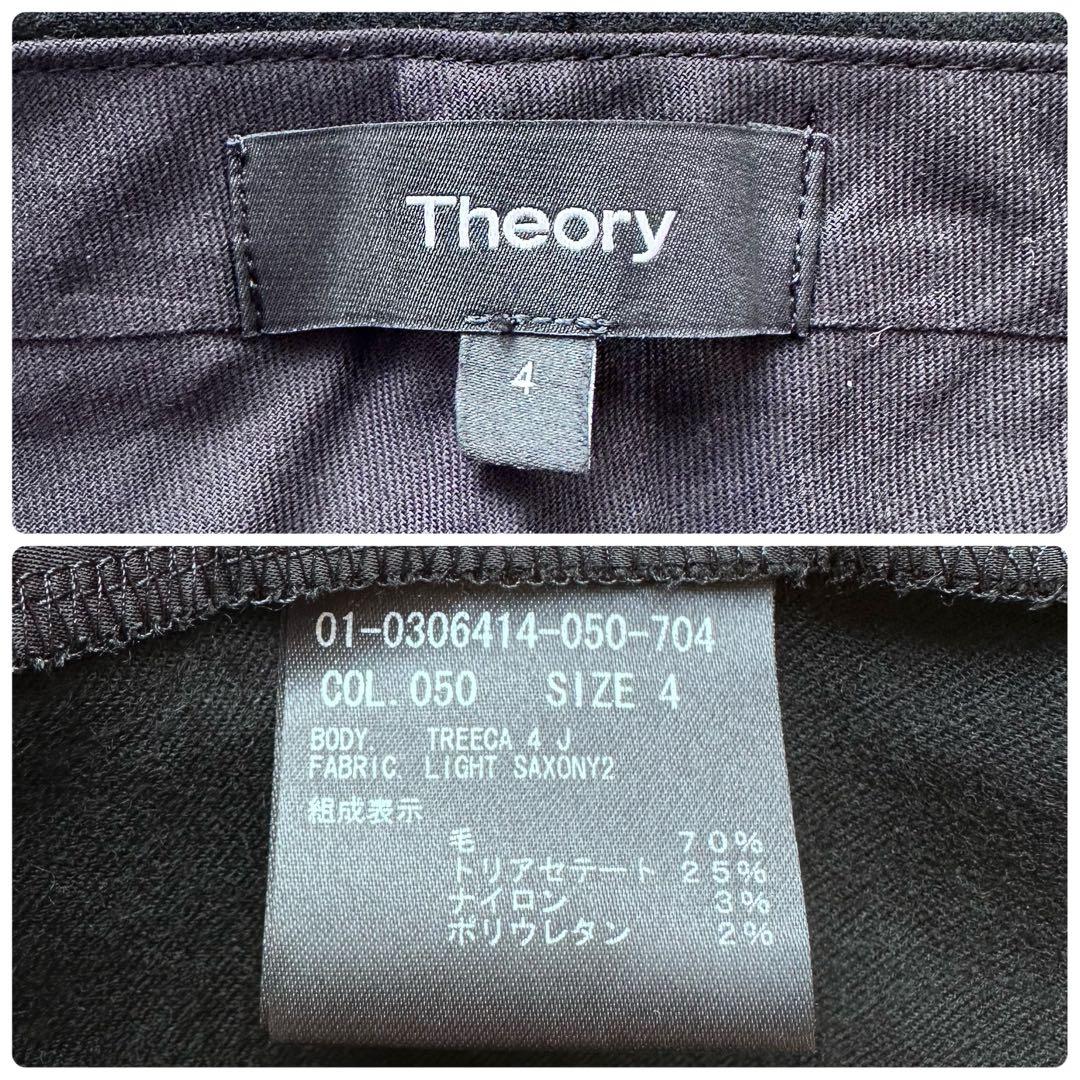 Theory
4
01-0306414-050-704
COL. 050 SIZE 4
BODY. TREECA 4 J
FABRIC. LIGHT SAXONY2
組成表示
毛 70%
トリアセテート 25%
ナイロン 3%
ポリウレタン 2%